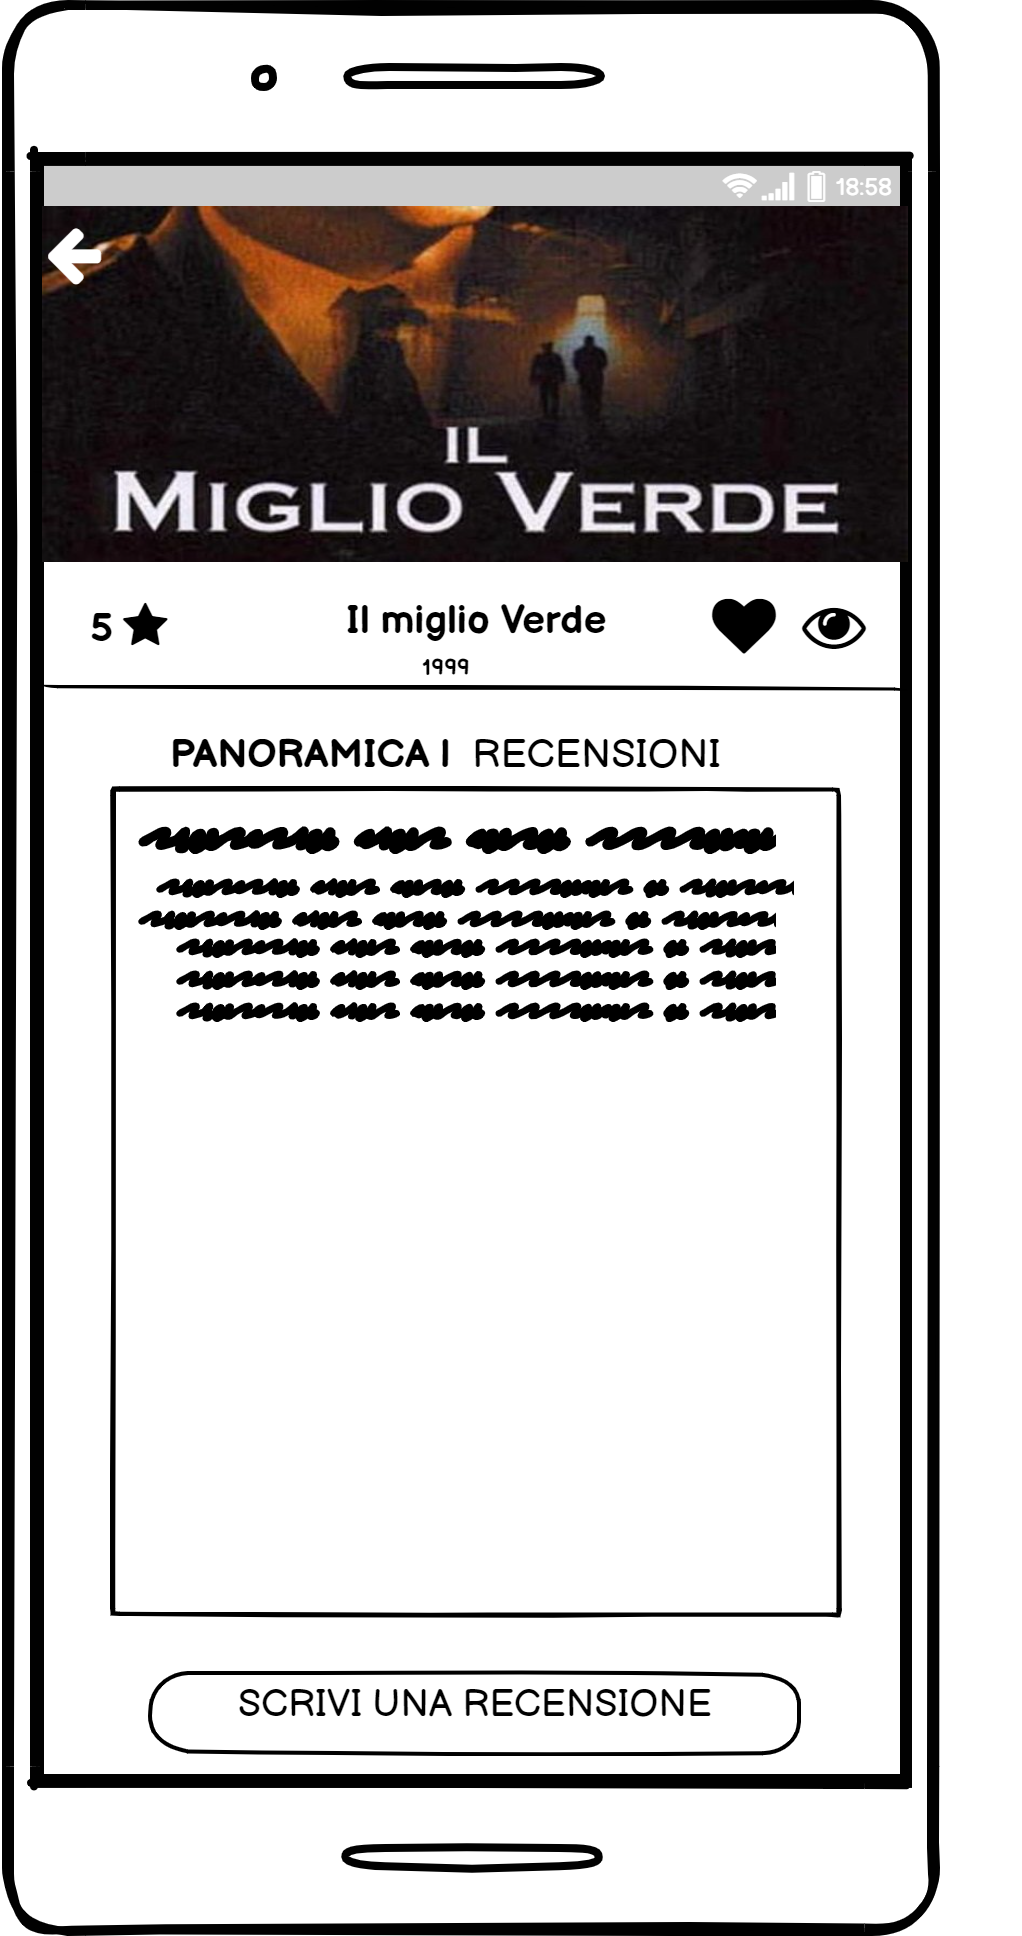 18:58
IL
MIGLIO VERDE
5
Il miglio Verde
1999
PANORAMICA | RECENSIONI
SCRIVI UNA RECENSIONE